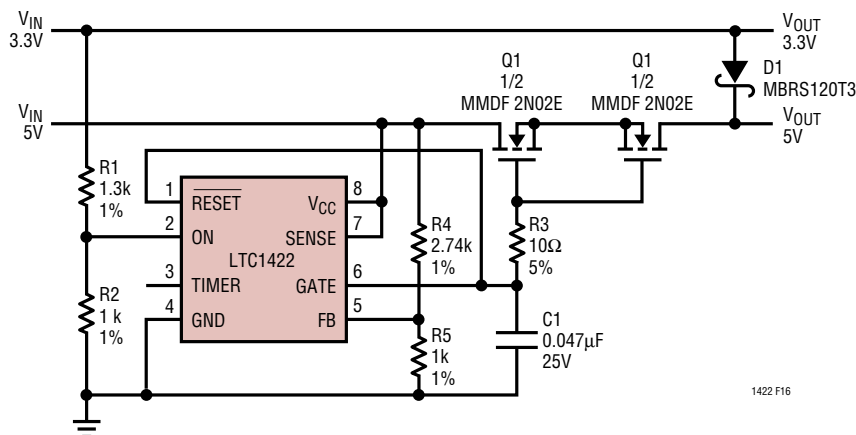 VIN
3.3V
VOUT
3.3V
Q1
1/2
MMDF 2N02E
Q1
1/2
MMDF 2N02E
D1
MBRS120T3
VIN
5V
VOUT
5V
R1
1.3k
1%
1
RESET
VCC
8
2
ON
SENSE
7
LTC1422
3
TIMER
GATE
6
4
GND
FB
5
R4
2.74k
1%
R3
10Ω
5%
R2
1 k
1%
R5
1k
1%
C1
0.047µF
25V
1422 F16